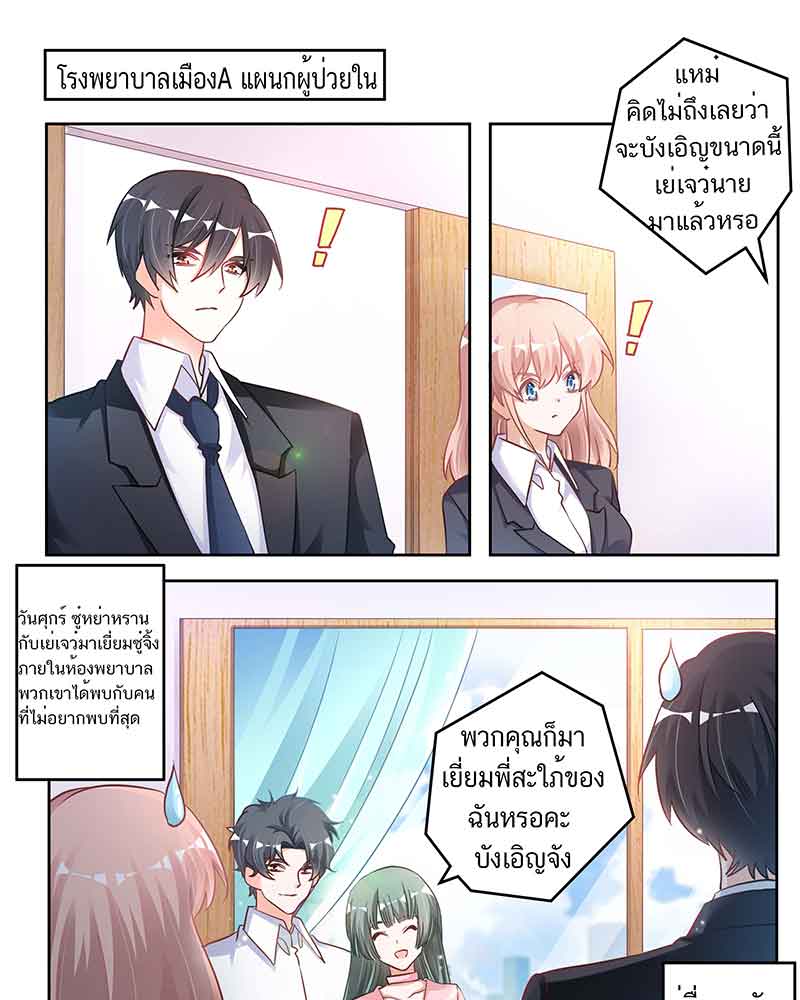 โรงพยาบาลเมืองA แผนกผู้ป่วยใน
แหม่
คิดไม่ถึงเลยว่า
จะบังเอิญขนาดนี้
เย่เจว๋นาย
มาแล้วหรอ
วันศุกร์ ซู่หย่าหราน
กับเย่เจว๋มาเยี่ยมซู่จิ้ง
ภายในห้องพยาบาล
พวกเขาได้พบกับคน
ที่ไม่อยากพบที่สุด
พวกคุณก็มา
เยี่ยมพี่สะใภ้ของ
ฉันหรอคะ
บังเอิญจัง